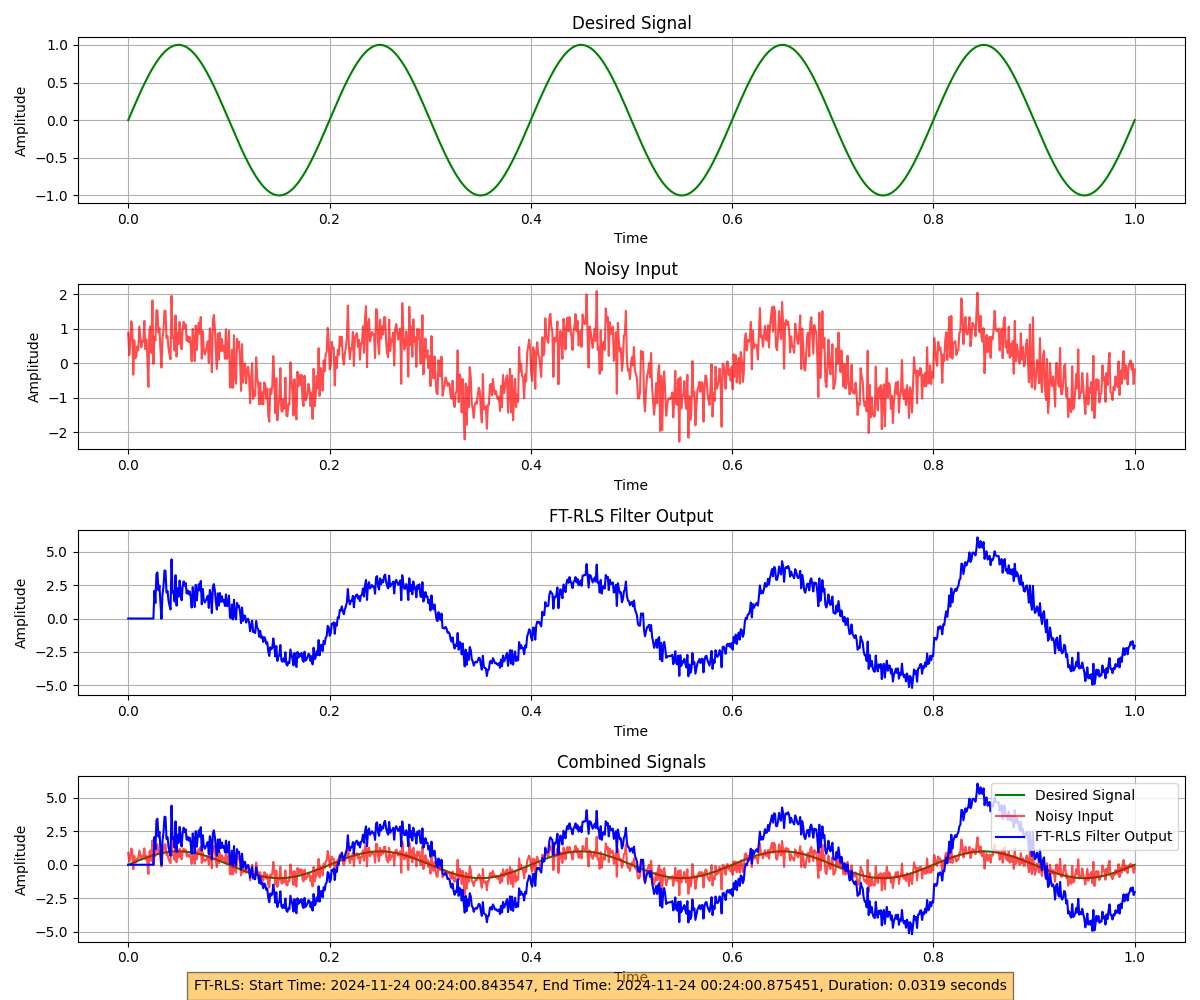 Desired Signal
1.0
0.5
0.0
−0.5
−1.0
Amplitude
0.0 0.2 0.4 0.6 0.8 1.0
Time
Noisy Input
2
1
0
−1
−2
Amplitude
0.0 0.2 0.4 0.6 0.8 1.0
Time
FT-RLS Filter Output
5.0
2.5
0.0
−2.5
−5.0
Amplitude
0.0 0.2 0.4 0.6 0.8 1.0
Time
Combined Signals
5.0
2.5
0.0
−2.5
−5.0
Amplitude
Desired Signal
Noisy Input
FT-RLS Filter Output
0.0 0.2 0.4 0.6 0.8 1.0
Time
FT-RLS: Start Time: 2024-11-24 00:24:00.843547, End Time: 2024-11-24 00:24:00.875451, Duration: 0.0319 seconds